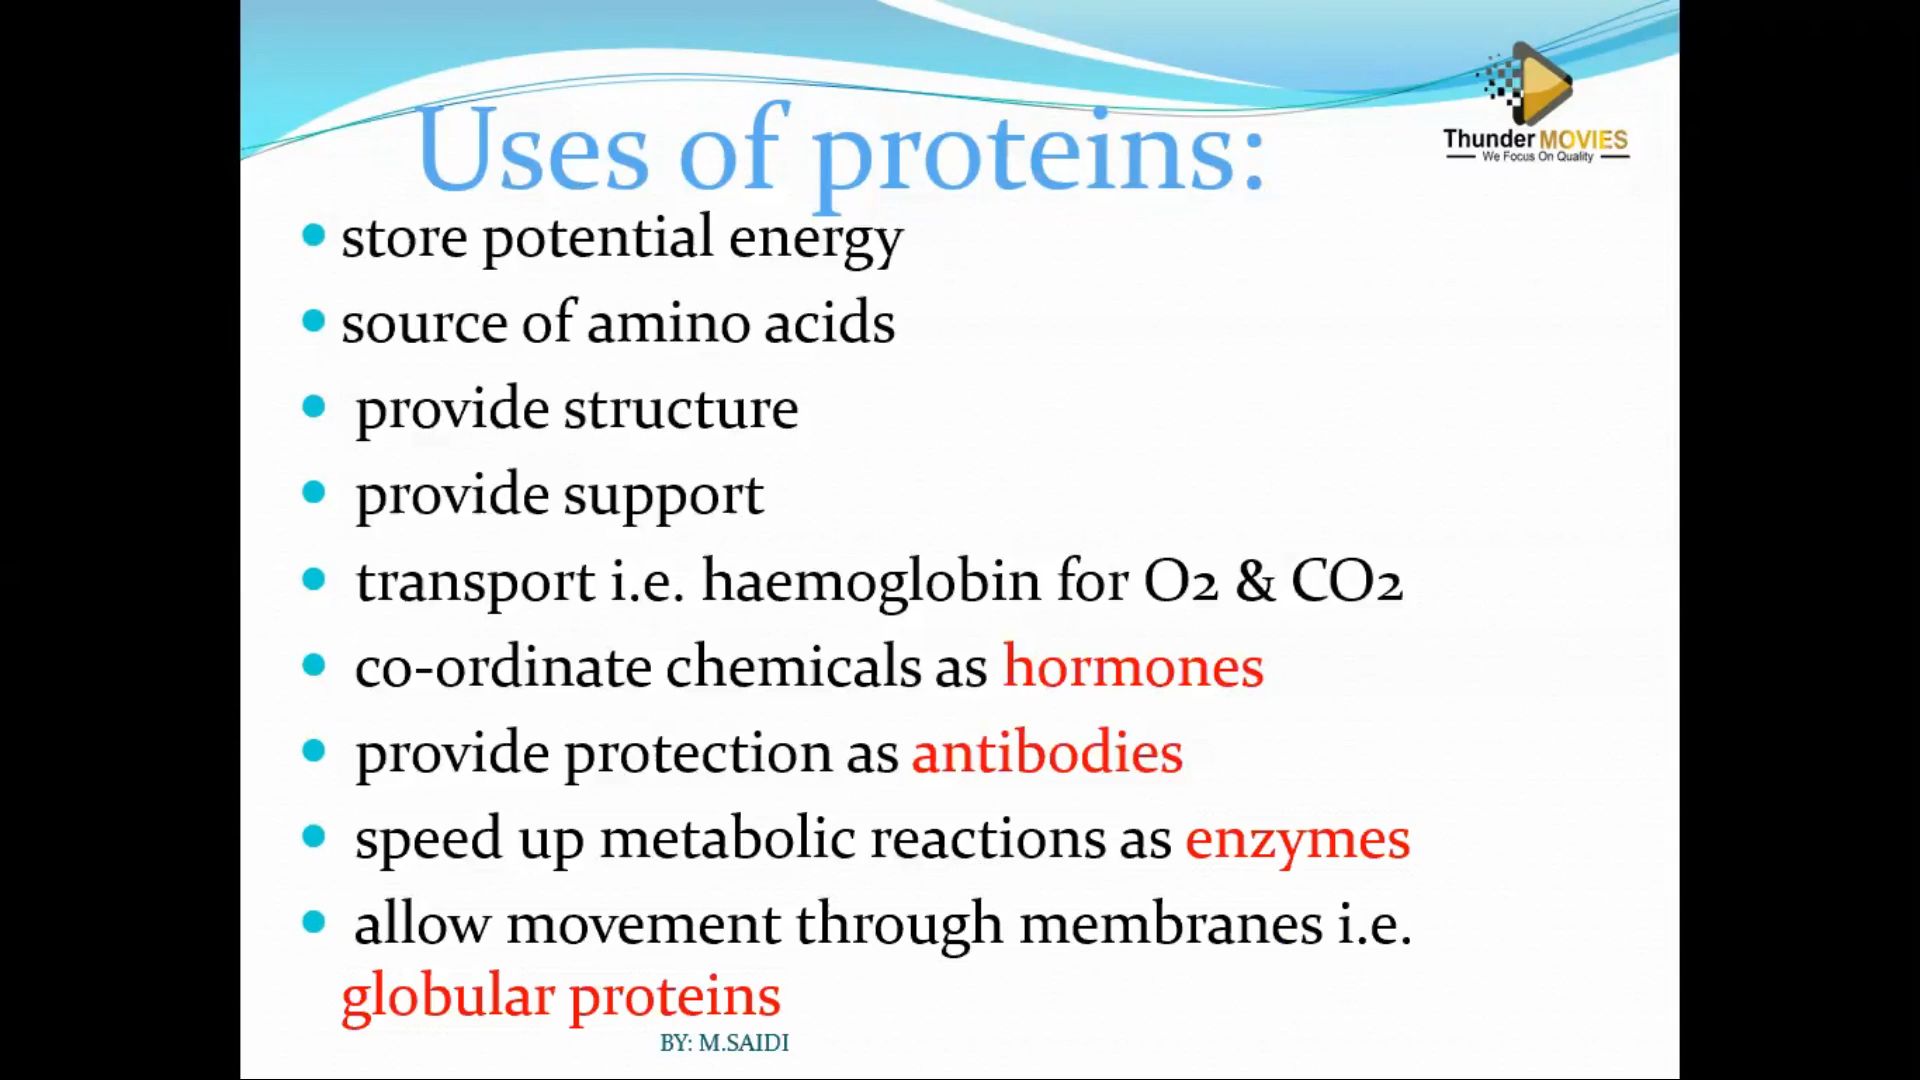 Thunder MOVIES
We Focus On Quality
Uses of proteins:
• store potential energy
• source of amino acids
• provide structure
• provide support
• transport i.e. haemoglobin for O2 & CO2
• co-ordinate chemicals as hormones
• provide protection as antibodies
• speed up metabolic reactions as enzymes
• allow movement through membranes i.e.
globular proteins
BY: M.SAIDI